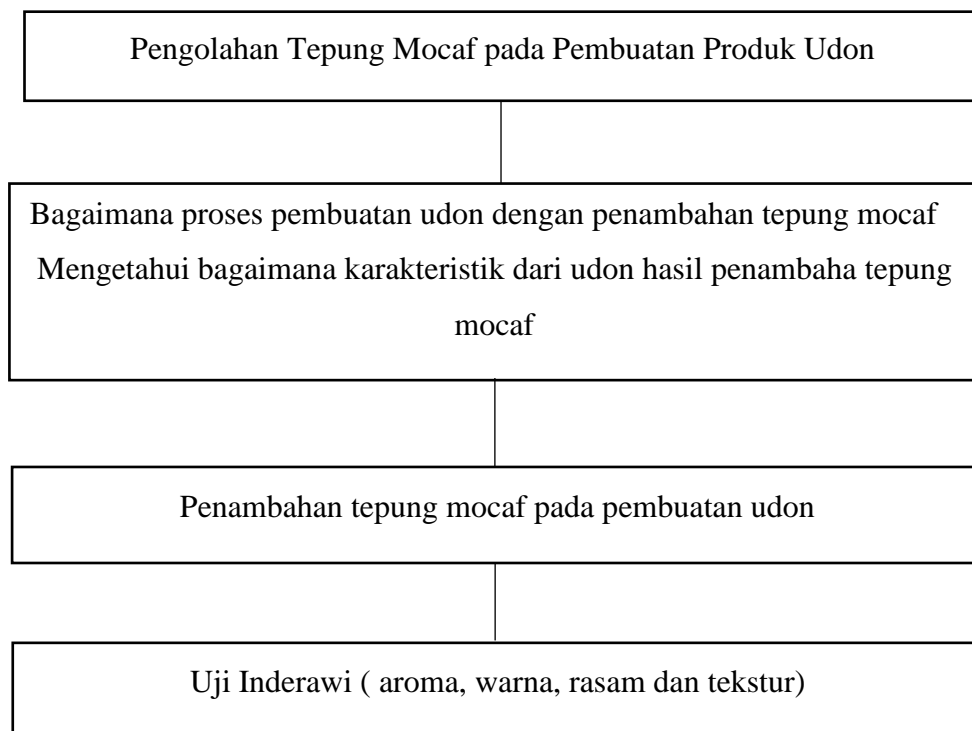 Pengolahan Tepung Mocaf pada Pembuatan Produk Udon
Bagaimana proses pembuatan udon dengan penambahan tepung mocaf
Mengetahui bagaimana karakteristik dari udon hasil penambaha tepung
mocaf
Penambahan tepung mocaf pada pembuatan udon
Uji Inderawi ( aroma, warna, rasam dan tekstur)